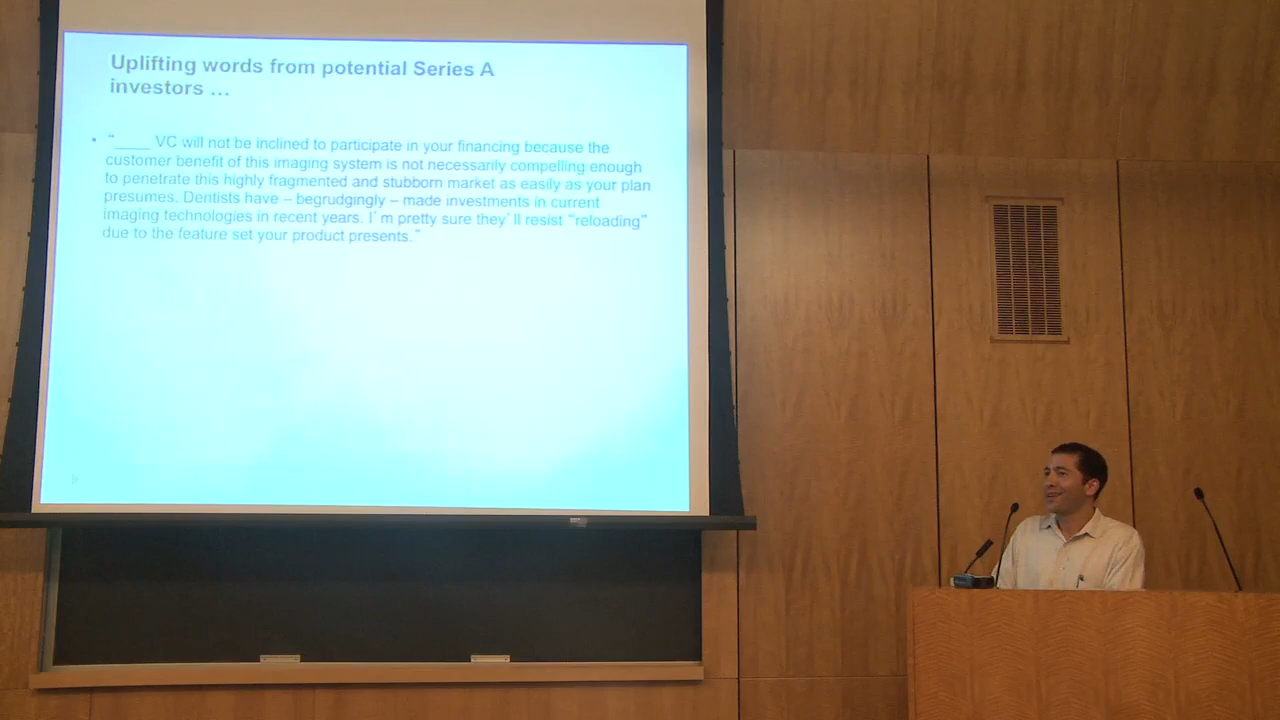 Uplifting words from potential Series A
investors …
• “____ VC will not be inclined to participate in your financing because the
customer benefit of this imaging system is not necessarily compelling enough
to penetrate this highly fragmented and stubborn market as easily as your plan
presumes. Dentists have – begrudgingly – made investments in current
imaging technologies in recent years. I’m pretty sure they’ll resist “reloading”
due to the feature set your product presents.”